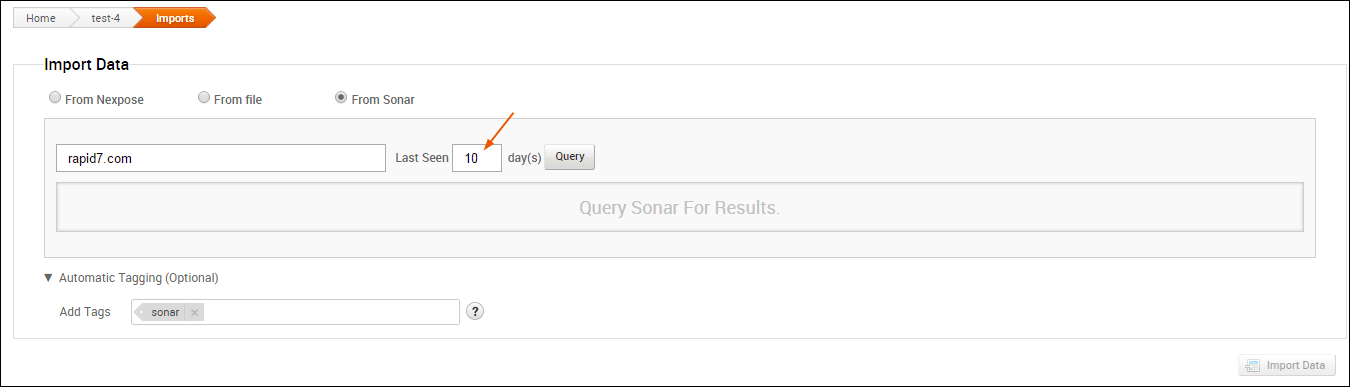 Home test-4 Imports
Import Data
From Nexpose From file From Sonar
rapid7.com Last Seen 10 day(s) Query
Query Sonar For Results.
▼ Automatic Tagging (Optional)
Add Tags sonar × ?
Import Data